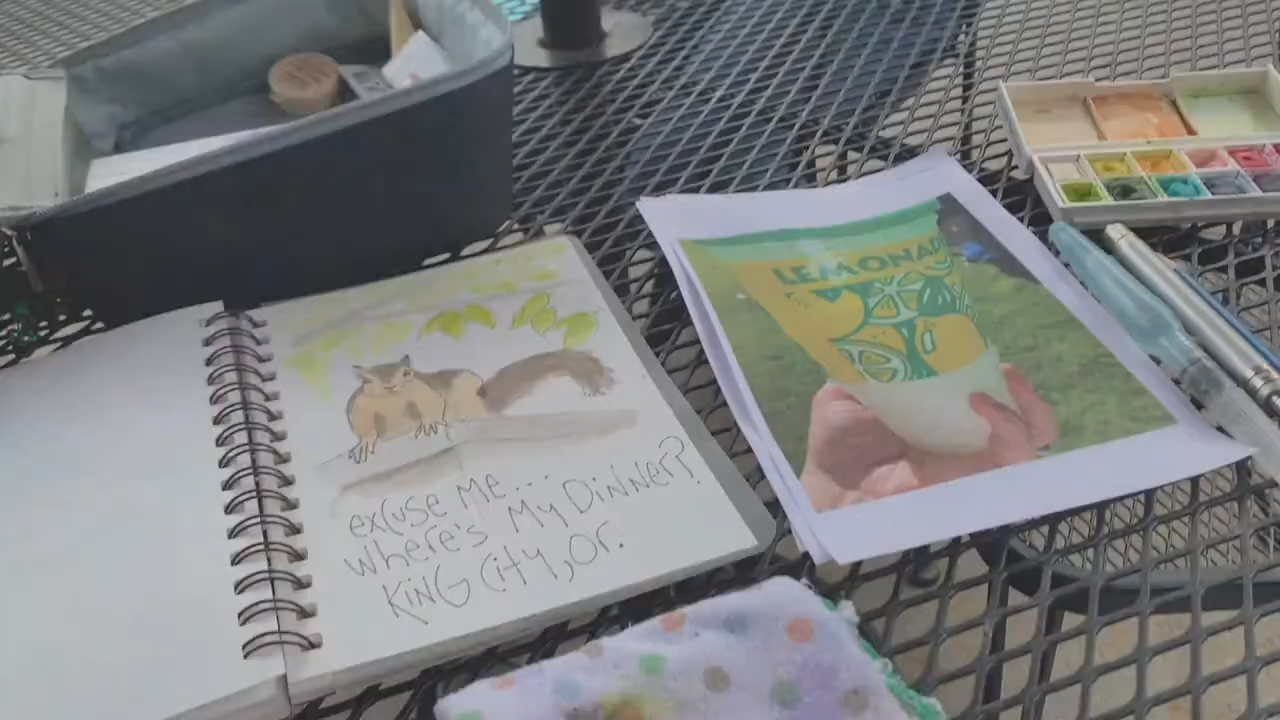 excuse Me...
where's My Dinner?
KiNG City, Or.
LEMONAD